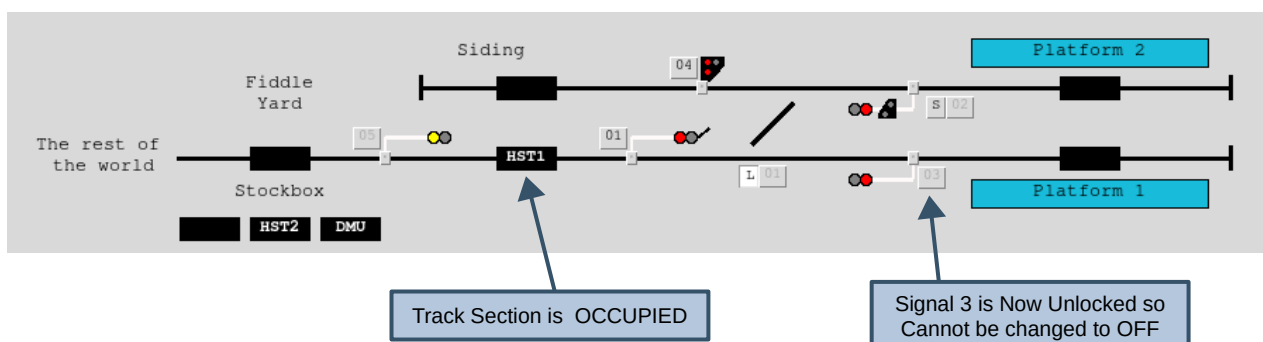 Siding
Platform 2
04
Fiddle
Yard
S 02
05
01
The rest of
the world
HST1
L 01
03
Stockbox
Platform 1
HST2 DMU
Track Section is OCCUPIED
Signal 3 is Now Unlocked so
Cannot be changed to OFF